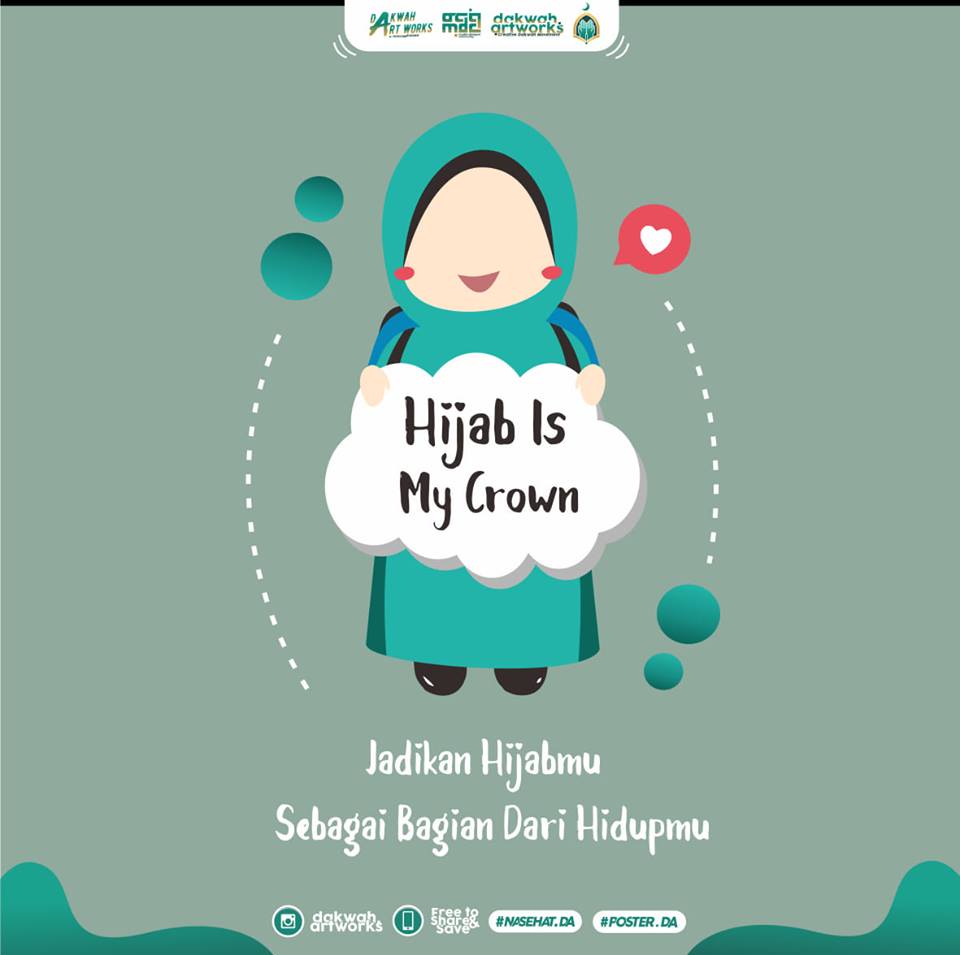 DAKWAH
ART WORKS
mda
dakwah
artworks
Hijab Is
My Crown
Jadikan Hijabmu
Sebagai Bagian Dari Hidupmu
dakwah
artworks
Free to
Share&
Save
#NASEHAT.DA
#POSTER.DA